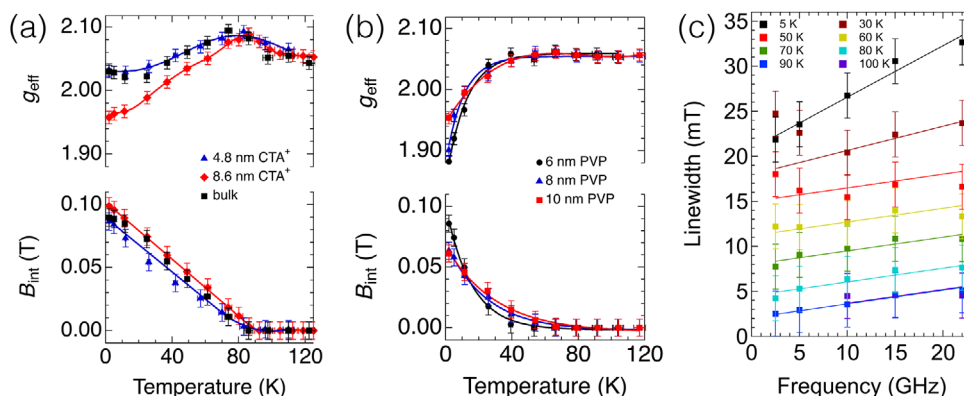 (a)
2.10
2.00
1.90
g_eff
4.8 nm CTA⁺
8.6 nm CTA⁺
bulk
0.10
0.05
0.00
B_int (T)
0 40 80 120
Temperature (K)
(b)
2.10
2.00
1.90
g_eff
6 nm PVP
8 nm PVP
10 nm PVP
0.10
0.05
0.00
B_int (T)
0 20 40 60 80 100 120
Temperature (K)
(c)
35
30
25
20
15
10
5
0
Linewidth (mT)
5 K 30 K
50 K 60 K
70 K 80 K
90 K 100 K
5 10 15 20
Frequency (GHz)